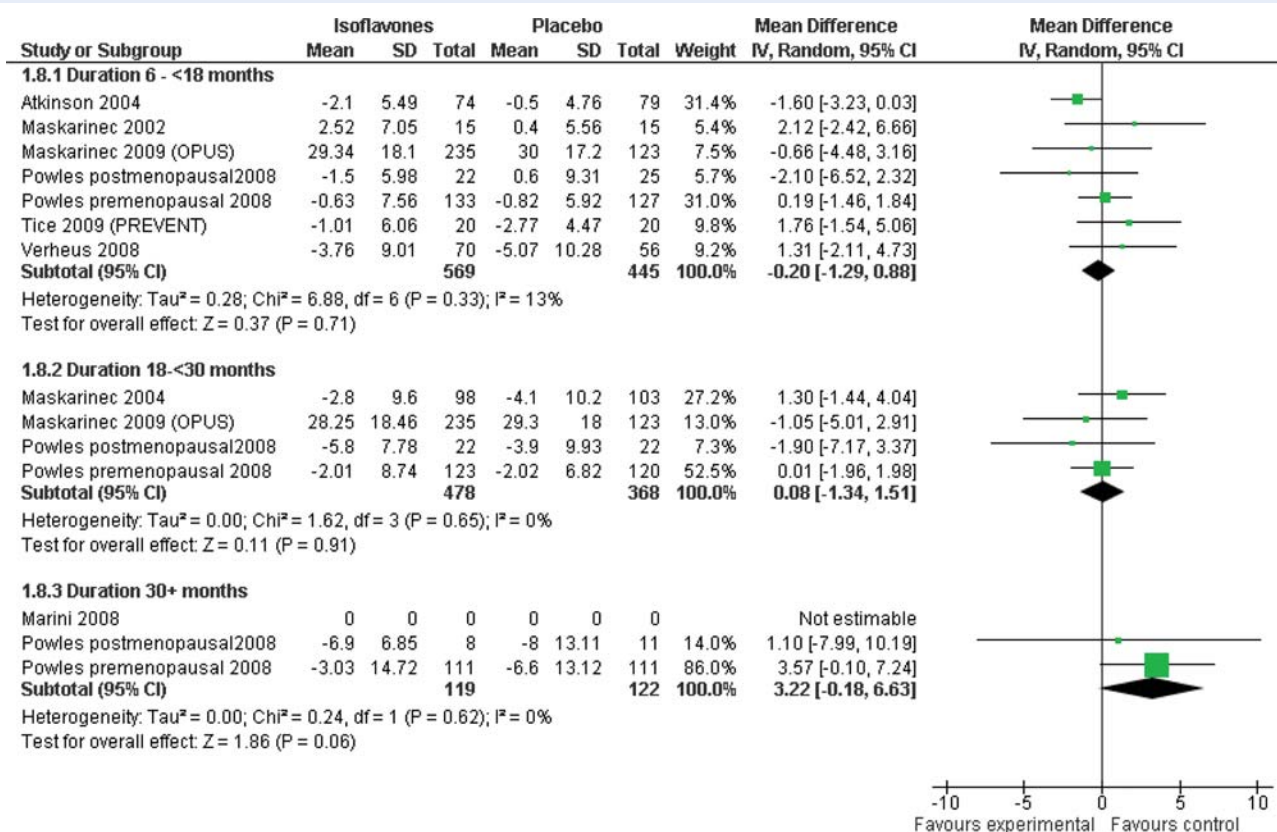 Isoflavones Placebo Mean Difference Mean Difference
Study or Subgroup Mean SD Total Mean SD Total Weight IV, Random, 95% CI IV, Random, 95% CI
1.8.1 Duration 6 - <18 months
Atkinson 2004 -2.1 5.49 74 -0.5 4.76 79 31.4% -1.60 [-3.23, 0.03]
Maskarinec 2002 2.52 7.05 15 0.4 5.56 15 5.4% 2.12 [-2.42, 6.66]
Maskarinec 2009 (OPUS) 29.34 18.1 235 30 17.2 123 7.5% -0.66 [-4.48, 3.16]
Powles postmenopausal2008 -1.5 5.98 22 0.6 9.31 25 5.7% -2.10 [-6.52, 2.32]
Powles premenopausal 2008 -0.63 7.56 133 -0.82 5.92 127 31.0% 0.19 [-1.46, 1.84]
Tice 2009 (PREVENT) -1.01 6.06 20 -2.77 4.47 20 9.8% 1.76 [-1.54, 5.06]
Verheus 2008 -3.76 9.01 70 -5.07 10.28 56 9.2% 1.31 [-2.11, 4.73]
Subtotal (95% CI) 569 445 100.0% -0.20 [-1.29, 0.88]
Heterogeneity: Tau² = 0.28; Chi² = 6.88, df = 6 (P = 0.33); I² = 13%
Test for overall effect: Z = 0.37 (P = 0.71)
1.8.2 Duration 18-<30 months
Maskarinec 2004 -2.8 9.6 98 -4.1 10.2 103 27.2% 1.30 [-1.44, 4.04]
Maskarinec 2009 (OPUS) 28.25 18.46 235 29.3 18 123 13.0% -1.05 [-5.01, 2.91]
Powles postmenopausal2008 -5.8 7.78 22 -3.9 9.93 22 7.3% -1.90 [-7.17, 3.37]
Powles premenopausal 2008 -2.01 8.74 123 -2.02 6.82 120 52.5% 0.01 [-1.96, 1.98]
Subtotal (95% CI) 478 368 100.0% 0.08 [-1.34, 1.51]
Heterogeneity: Tau² = 0.00; Chi² = 1.62, df = 3 (P = 0.65); I² = 0%
Test for overall effect: Z = 0.11 (P = 0.91)
1.8.3 Duration 30+ months
Marini 2008 0 0 0 0 0 0 Not estimable
Powles postmenopausal2008 -6.9 6.85 8 -8 13.11 11 14.0% 1.10 [-7.99, 10.19]
Powles premenopausal 2008 -3.03 14.72 111 -6.6 13.12 111 86.0% 3.57 [-0.10, 7.24]
Subtotal (95% CI) 119 122 100.0% 3.22 [-0.18, 6.63]
Heterogeneity: Tau² = 0.00; Chi² = 0.24, df = 1 (P = 0.62); I² = 0%
Test for overall effect: Z = 1.86 (P = 0.06)
-10 -5 0 5 10
Favours experimental Favours control